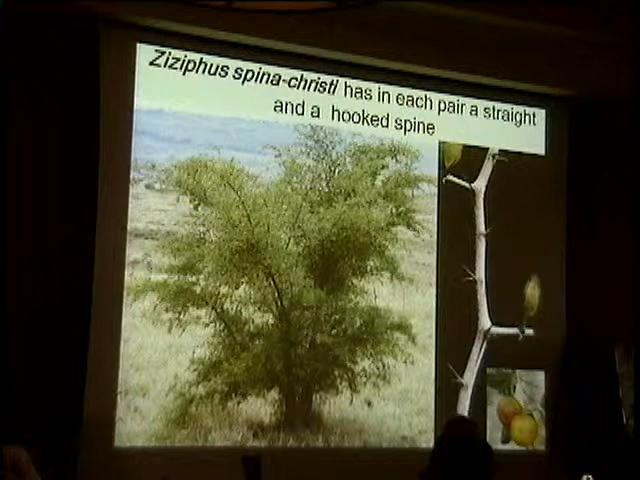 Ziziphus spina-christi has in each pair a straight
and a hooked spine